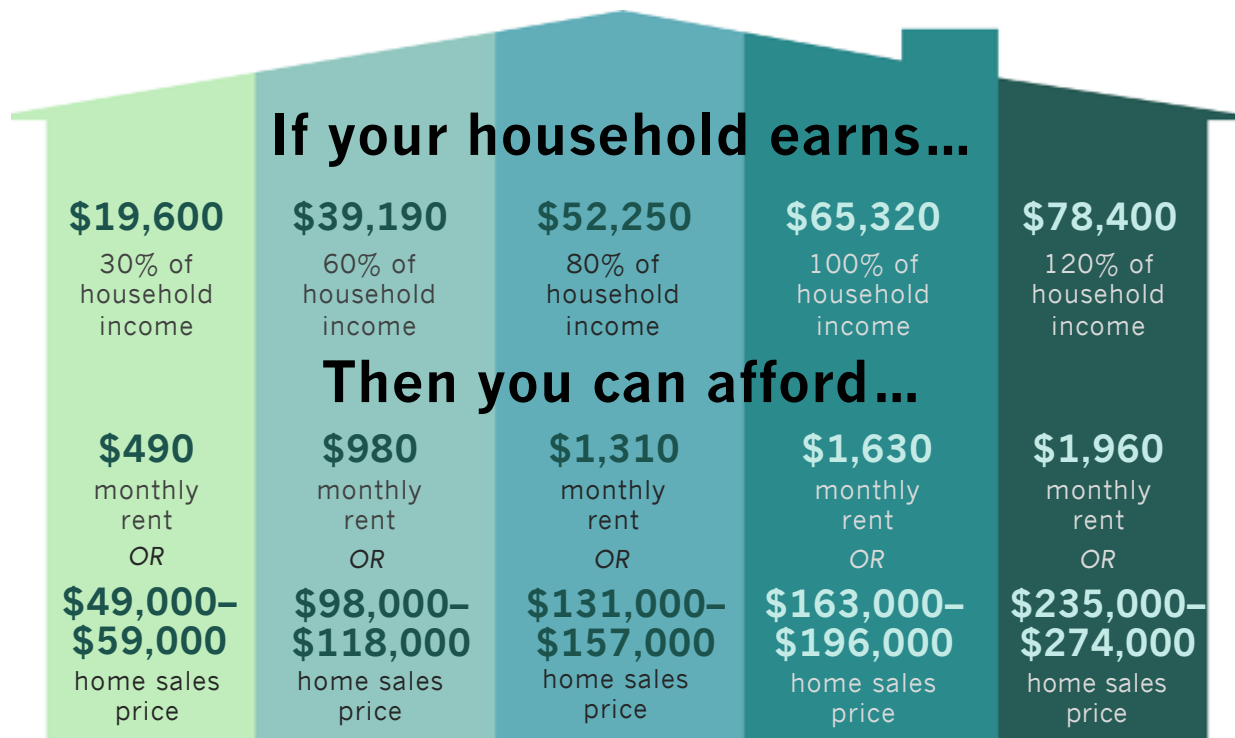 If your household earns...
$19,600
30% of
household
income
$39,190
60% of
household
income
$52,250
80% of
household
income
$65,320
100% of
household
income
$78,400
120% of
household
income
Then you can afford...
$490
monthly
rent
OR
$49,000–
$59,000
home sales
price
$980
monthly
rent
OR
$98,000–
$118,000
home sales
price
$1,310
monthly
rent
OR
$131,000–
$157,000
home sales
price
$1,630
monthly
rent
OR
$163,000–
$196,000
home sales
price
$1,960
monthly
rent
OR
$235,000–
$274,000
home sales
price